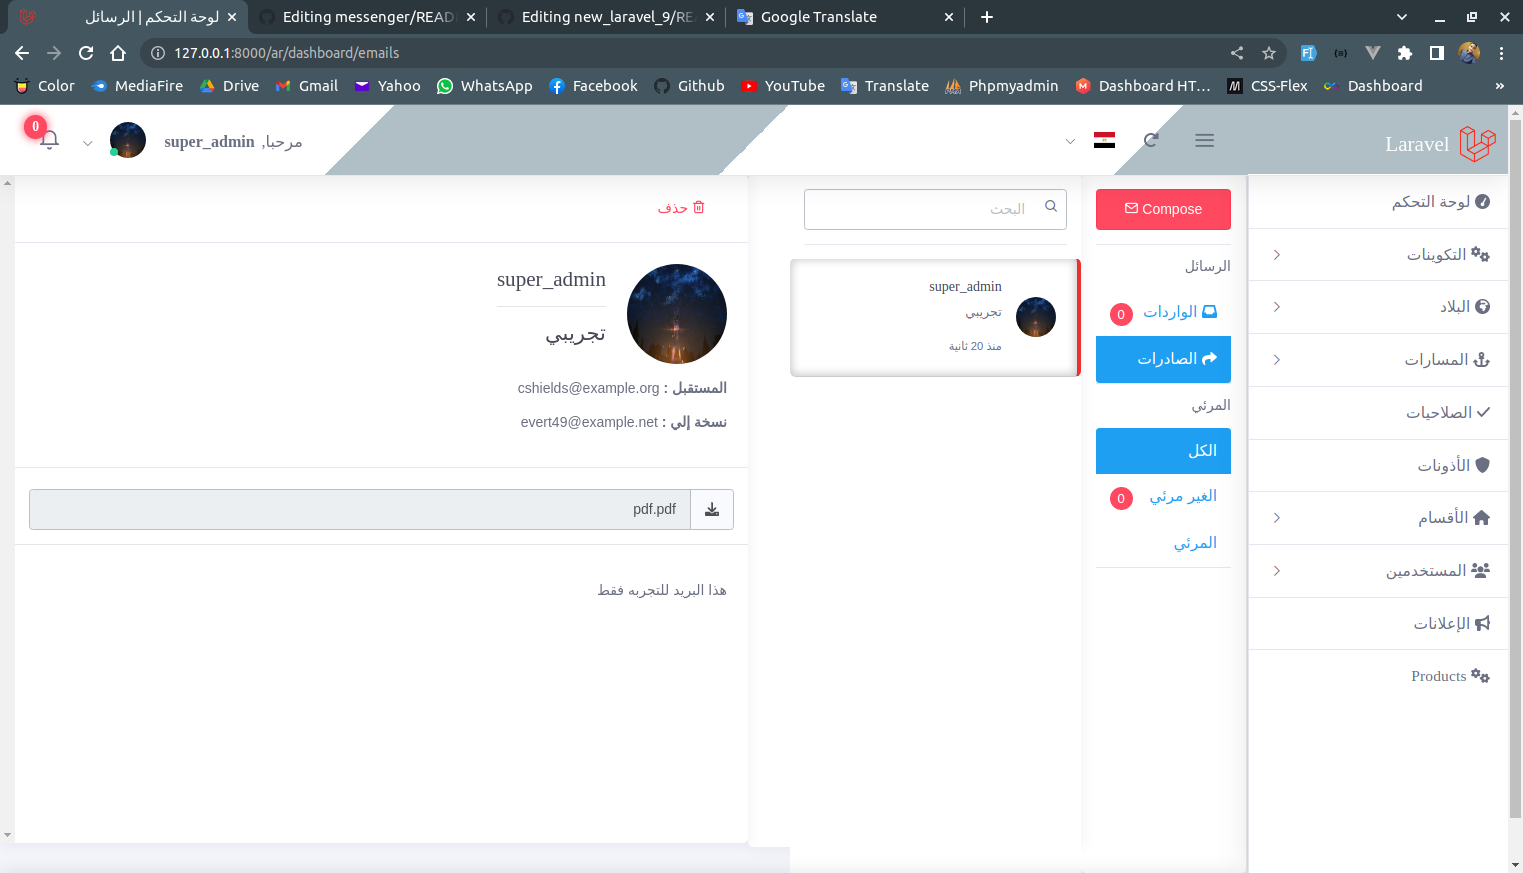 لوحة التحكم | الرسائل
Editing messenger/READ
Editing new_laravel_9/RE
Google Translate
127.0.0.1:8000/ar/dashboard/emails
Color
MediaFire
Drive
Gmail
Yahoo
WhatsApp
Facebook
Github
YouTube
Translate
Phpmyadmin
Dashboard HT...
CSS-Flex
Dashboard
»
Laravel
مرحبا, super_admin
0
لوحة التحكم
التكوينات
البلاد
المسارات
الصلاحيات
الأذونات
الأقسام
المستخدمين
الإعلانات
Products
Compose
الرسائل
الواردات 0
الصادرات
المرئي
الكل
الغير مرئي 0
المرئي
البحث
super_admin
تجريبي
منذ 20 ثانية
حذف
super_admin
تجريبي
المستقبل : cshields@example.org
نسخة إلي : evert49@example.net
pdf.pdf
هذا البريد للتجربه فقط